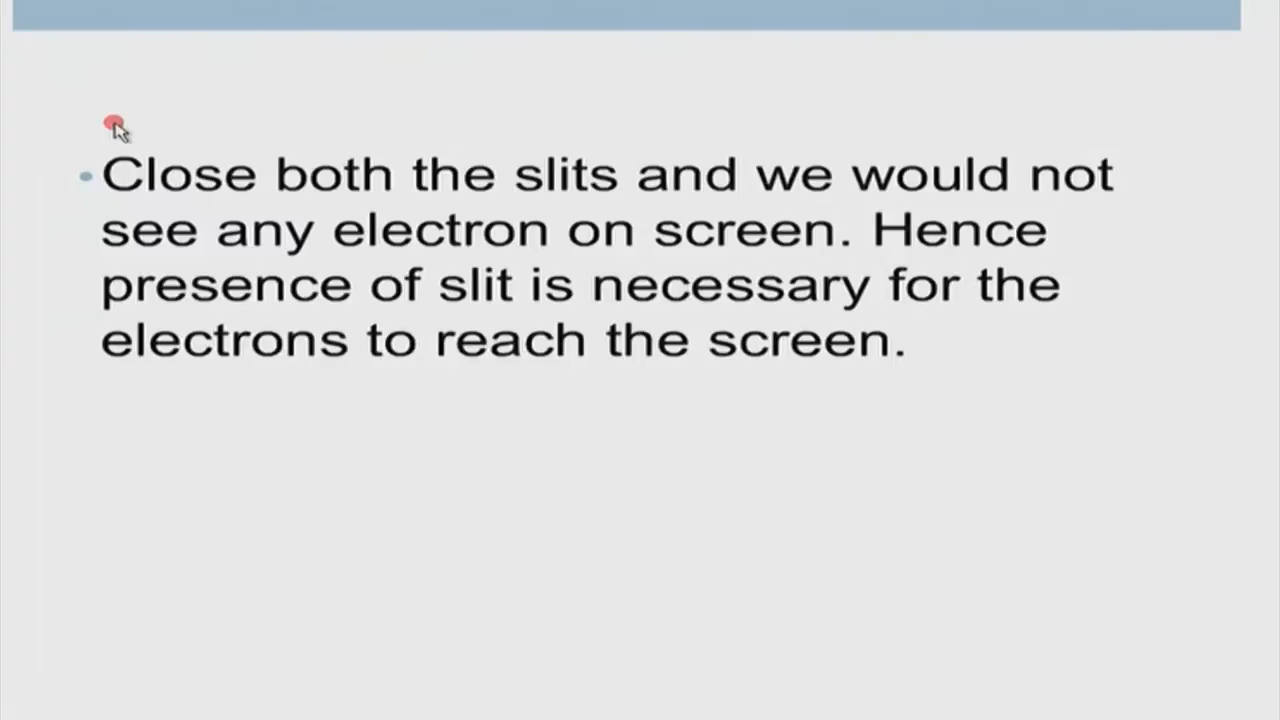 • Close both the slits and we would not
see any electron on screen. Hence
presence of slit is necessary for the
electrons to reach the screen.